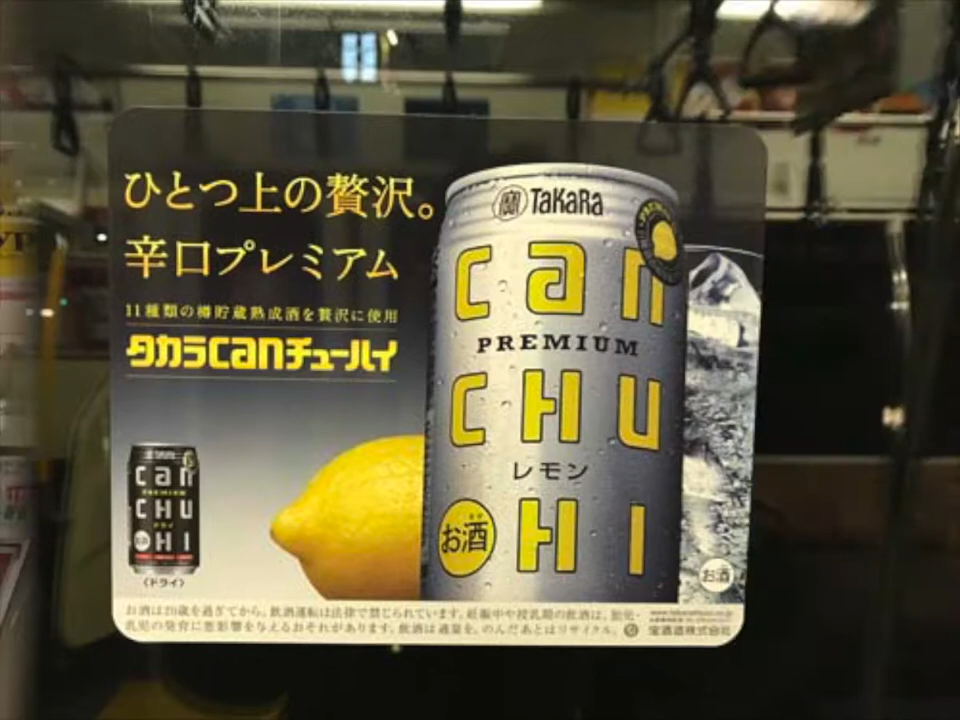 ひとつ上の贅沢。
辛口プレミアム
11種類の樽貯蔵熟成酒を贅沢に使用
タカラcanチューハイ
寶 TaKaRa
can
PREMIUM
CHU
レモン
お酒
HI
can
PREMIUM
CHU
ドライ
HI
〈ドライ〉
お酒
お酒は20歳を過ぎてから。飲酒運転は法律で禁じられています。妊娠中や授乳期の飲酒は、胎児・
乳児の発育に悪影響を与えるおそれがあります。飲酒は適量を。のんだあとはリサイクル。
宝酒造株式会社